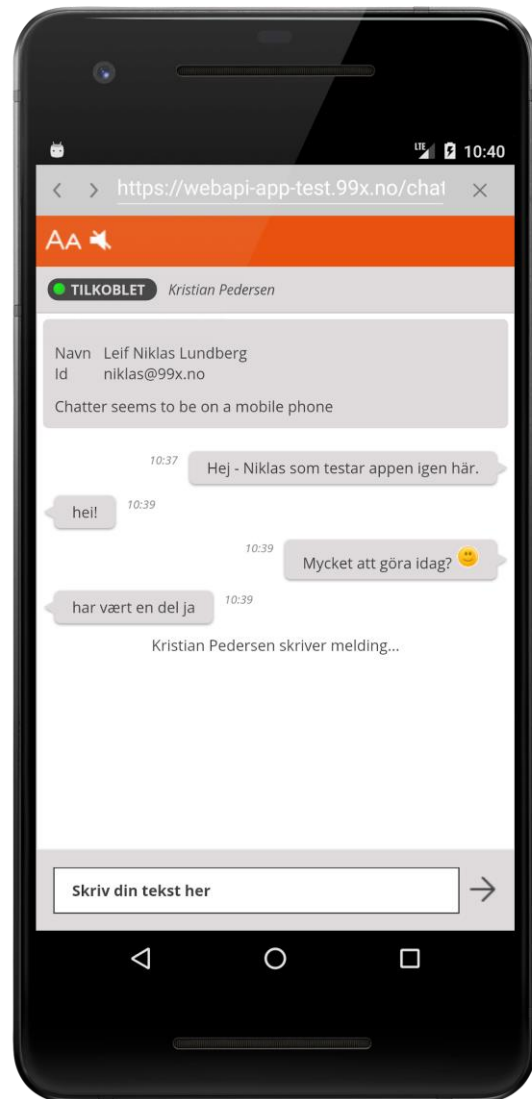 LTE 10:40
https://webapi-app-test.99x.no/chat
AA
TILKOBLET Kristian Pedersen
Navn Leif Niklas Lundberg
Id niklas@99x.no
Chatter seems to be on a mobile phone
10:37 Hej - Niklas som testar appen igen här.
hei! 10:39
10:39 Mycket att göra idag?
har vært en del ja 10:39
Kristian Pedersen skriver melding...
Skriv din tekst her